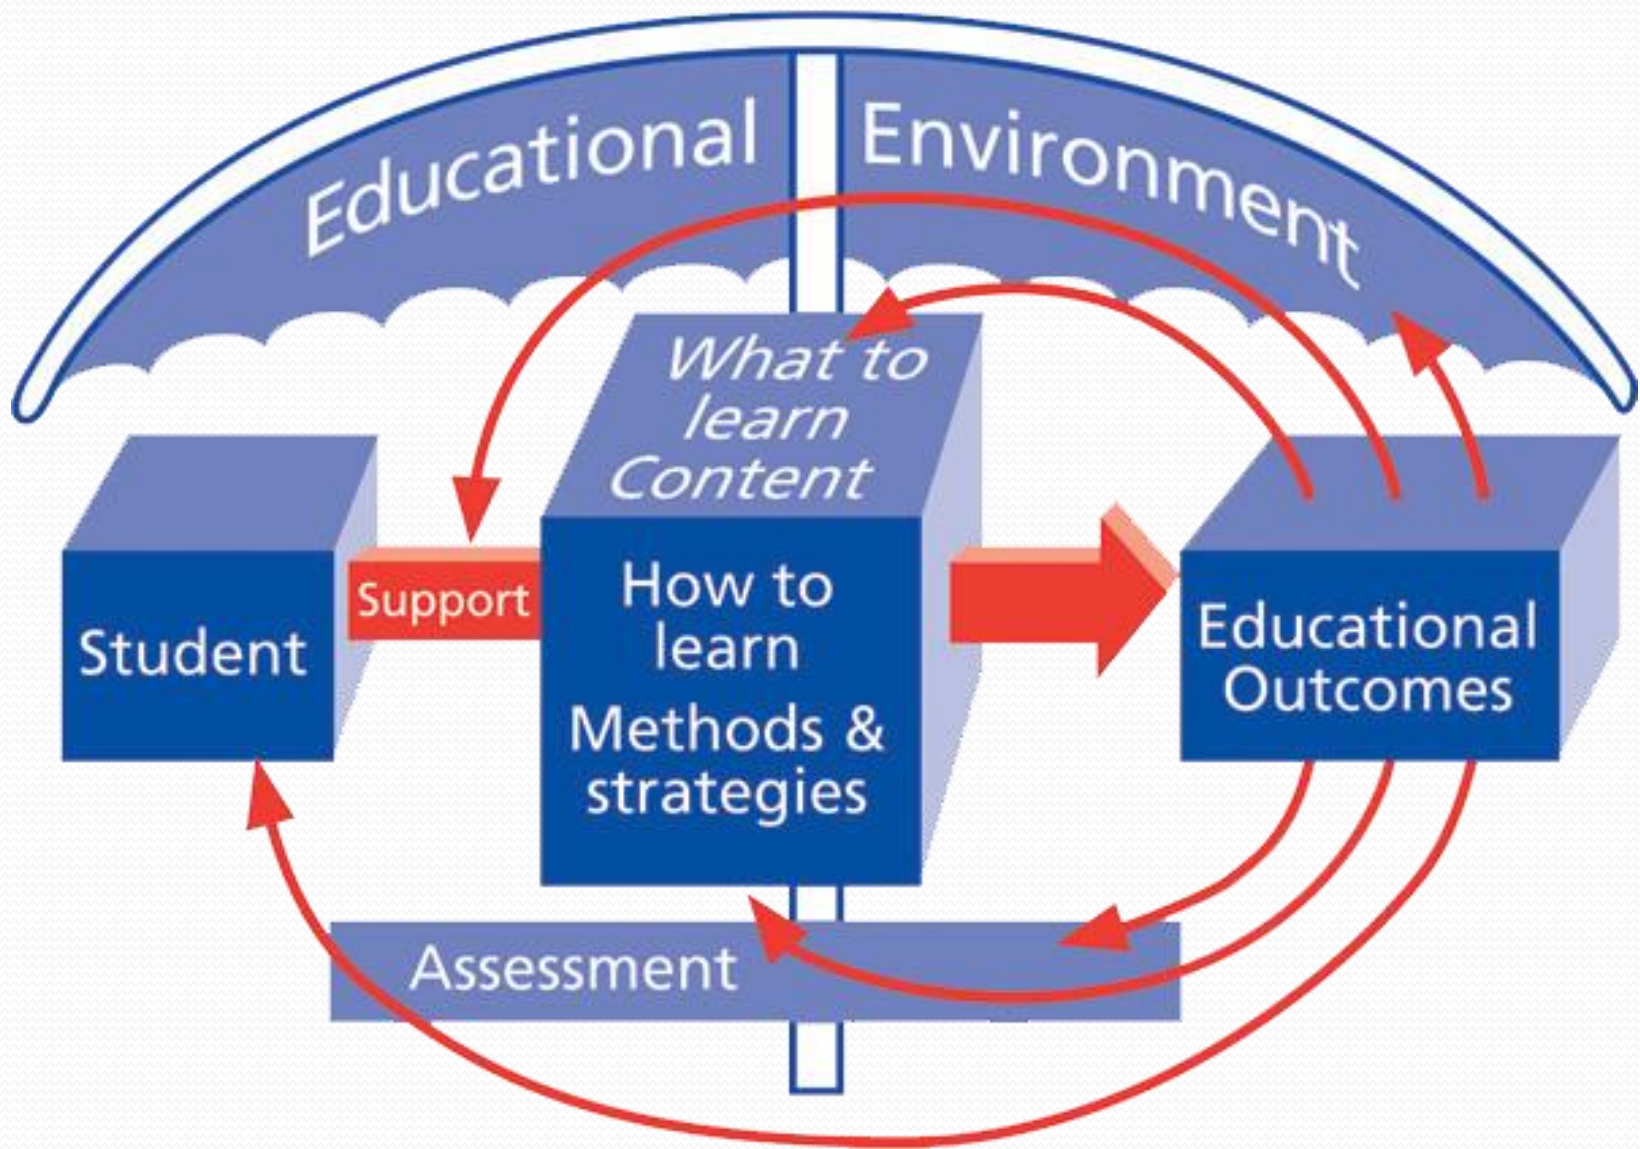 Educational Environment
What to
learn
Content
Student
Support
How to
learn
Methods &
strategies
Educational
Outcomes
Assessment